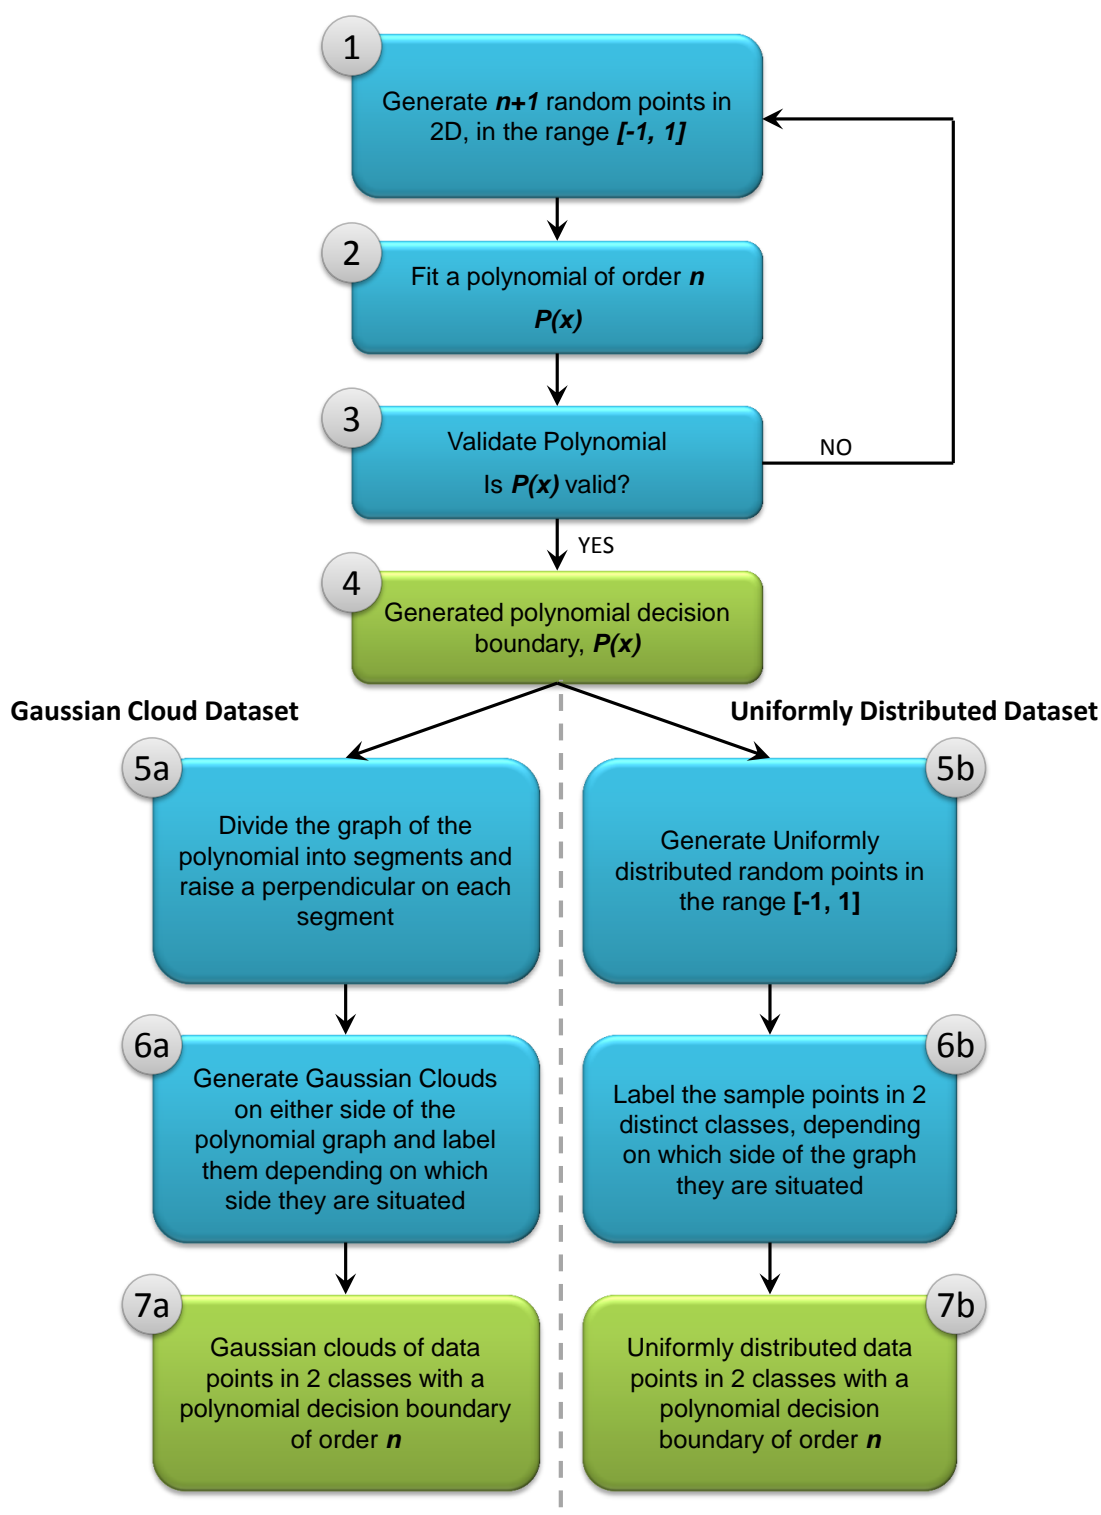 1
Generate n+1 random points in
2D, in the range [-1, 1]
2
Fit a polynomial of order n
P(x)
3
Validate Polynomial
Is P(x) valid?
NO
YES
4
Generated polynomial decision
boundary, P(x)
Gaussian Cloud Dataset
Uniformly Distributed Dataset
5a
Divide the graph of the
polynomial into segments and
raise a perpendicular on each
segment
5b
Generate Uniformly
distributed random points in
the range [-1, 1]
6a
Generate Gaussian Clouds
on either side of the
polynomial graph and label
them depending on which
side they are situated
6b
Label the sample points in 2
distinct classes, depending
on which side of the graph
they are situated
7a
Gaussian clouds of data
points in 2 classes with a
polynomial decision boundary
of order n
7b
Uniformly distributed data
points in 2 classes with a
polynomial decision
boundary of order n